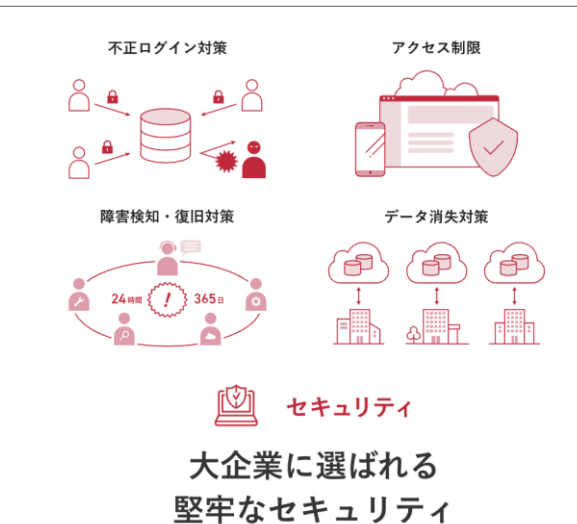 不正ログイン対策
アクセス制限
障害検知・復旧対策
データ消失対策
24時間
!
365日
セキュリティ
大企業に選ばれる
堅牢なセキュリティ